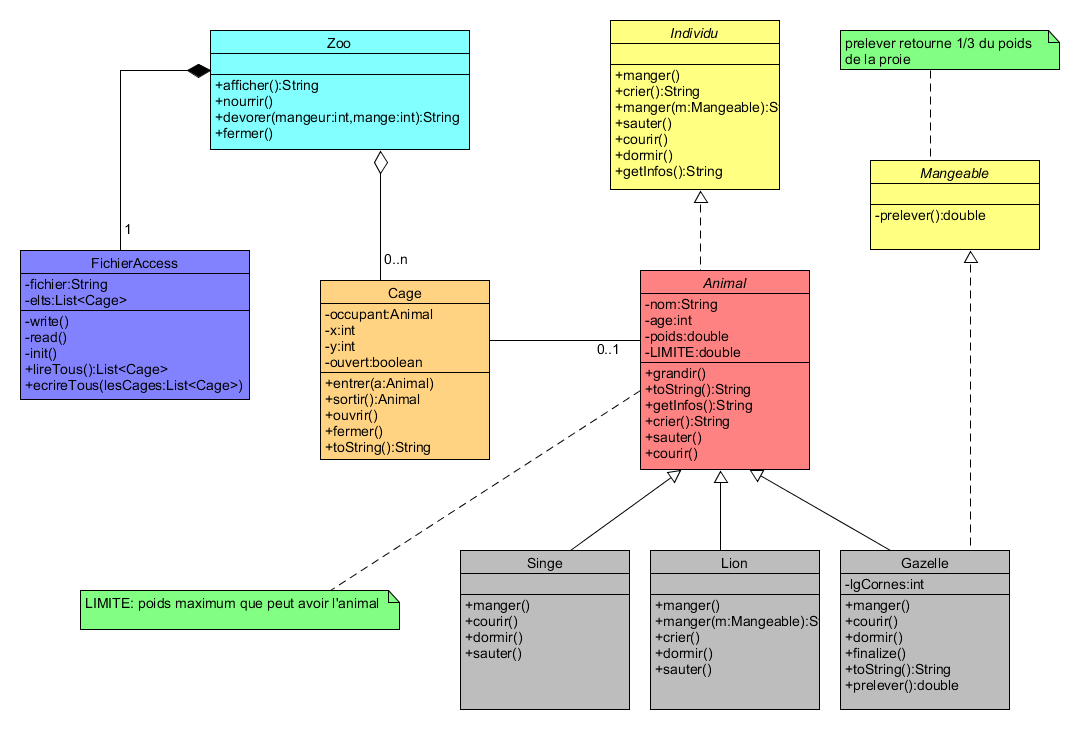 Zoo
+afficher():String
+nourrir()
+devorer(mangeur:int,mange:int):String
+fermer()
Individu
+manger()
+crier():String
+manger(m:Mangeable):S
+sauter()
+courir()
+dormir()
+getInfos():String
prelever retourne 1/3 du poids
de la proie
Mangeable
-prelever():double
1
0..n
FichierAccess
-fichier:String
-elts:List<Cage>
-write()
-read()
-init()
+lireTous():List<Cage>
+ecrireTous(lesCages:List<Cage>)
Cage
-occupant:Animal
-x:int
-y:int
-ouvert:boolean
+entrer(a:Animal)
+sortir():Animal
+ouvrir()
+fermer()
+toString():String
0..1
Animal
-nom:String
-age:int
-poids:double
-LIMITE:double
+grandir()
+toString():String
+getInfos():String
+crier():String
+sauter()
+courir()
LIMITE: poids maximum que peut avoir l'animal
Singe
+manger()
+courir()
+dormir()
+sauter()
Lion
+manger()
+manger(m:Mangeable):S
+crier()
+dormir()
+sauter()
Gazelle
-lgCornes:int
+manger()
+courir()
+dormir()
+finalize()
+toString():String
+prelever():double